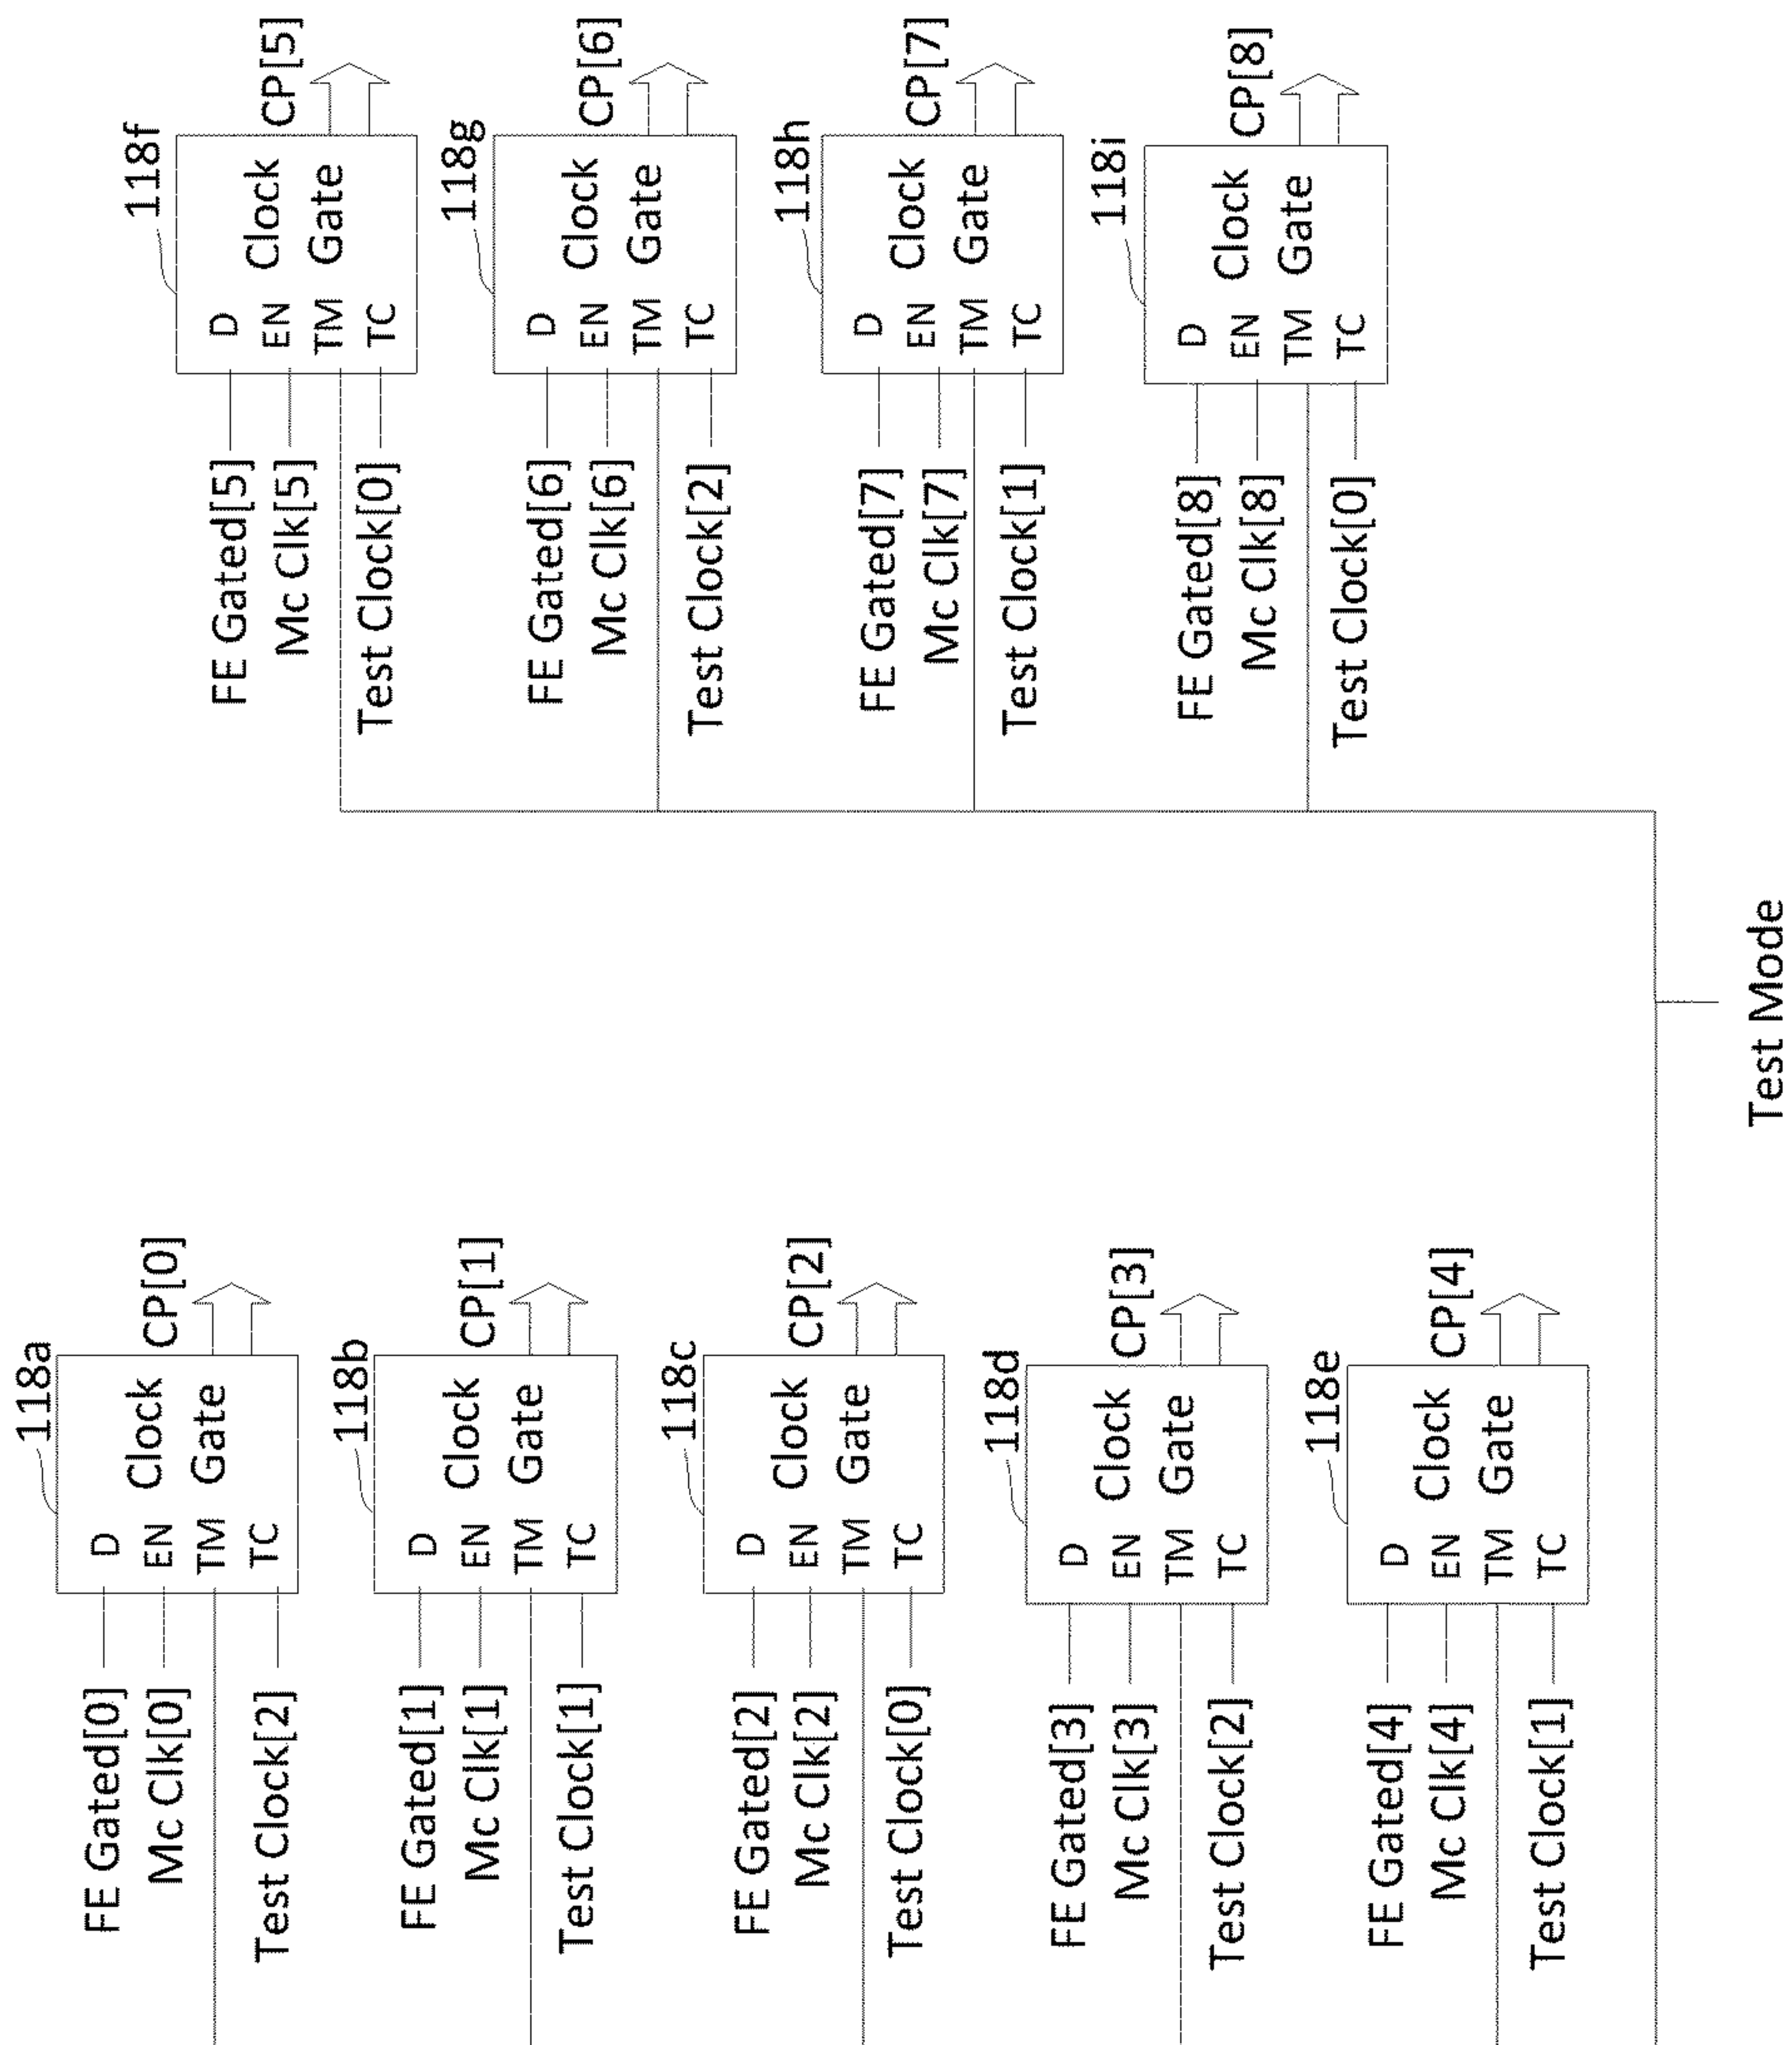 118a
FE Gated[0]
D
CP[0]
Mc Clk[0]
EN
Clock
TM
Gate
Test Clock[2]
TC
118b
FE Gated[1]
D
CP[1]
Mc Clk[1]
EN
Clock
TM
Gate
Test Clock[1]
TC
118c
FE Gated[2]
D
CP[2]
Mc Clk[2]
EN
Clock
TM
Gate
Test Clock[0]
TC
118d
FE Gated[3]
D
CP[3]
Mc Clk[3]
EN
Clock
TM
Gate
Test Clock[2]
TC
118e
FE Gated[4]
D
CP[4]
Mc Clk[4]
EN
Clock
TM
Gate
Test Clock[1]
TC
118f
FE Gated[5]
D
CP[5]
Mc Clk[5]
EN
Clock
TM
Gate
Test Clock[0]
TC
118g
FE Gated[6]
D
CP[6]
Mc Clk[6]
EN
Clock
TM
Gate
Test Clock[2]
TC
118h
FE Gated[7]
D
CP[7]
Mc Clk[7]
EN
Clock
TM
Gate
Test Clock[1]
TC
118i
FE Gated[8]
D
CP[8]
Mc Clk[8]
EN
Clock
TM
Gate
Test Clock[0]
TC
Test Mode